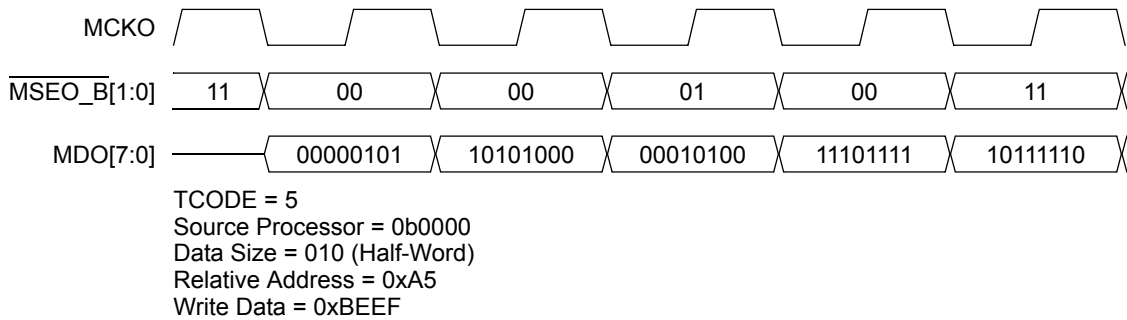 MCKO
MSEO_B[1:0] 11 00 00 01 00 11
MDO[7:0] 00000101 10101000 00010100 11101111 10111110
TCODE = 5
Source Processor = 0b0000
Data Size = 010 (Half-Word)
Relative Address = 0xA5
Write Data = 0xBEEF